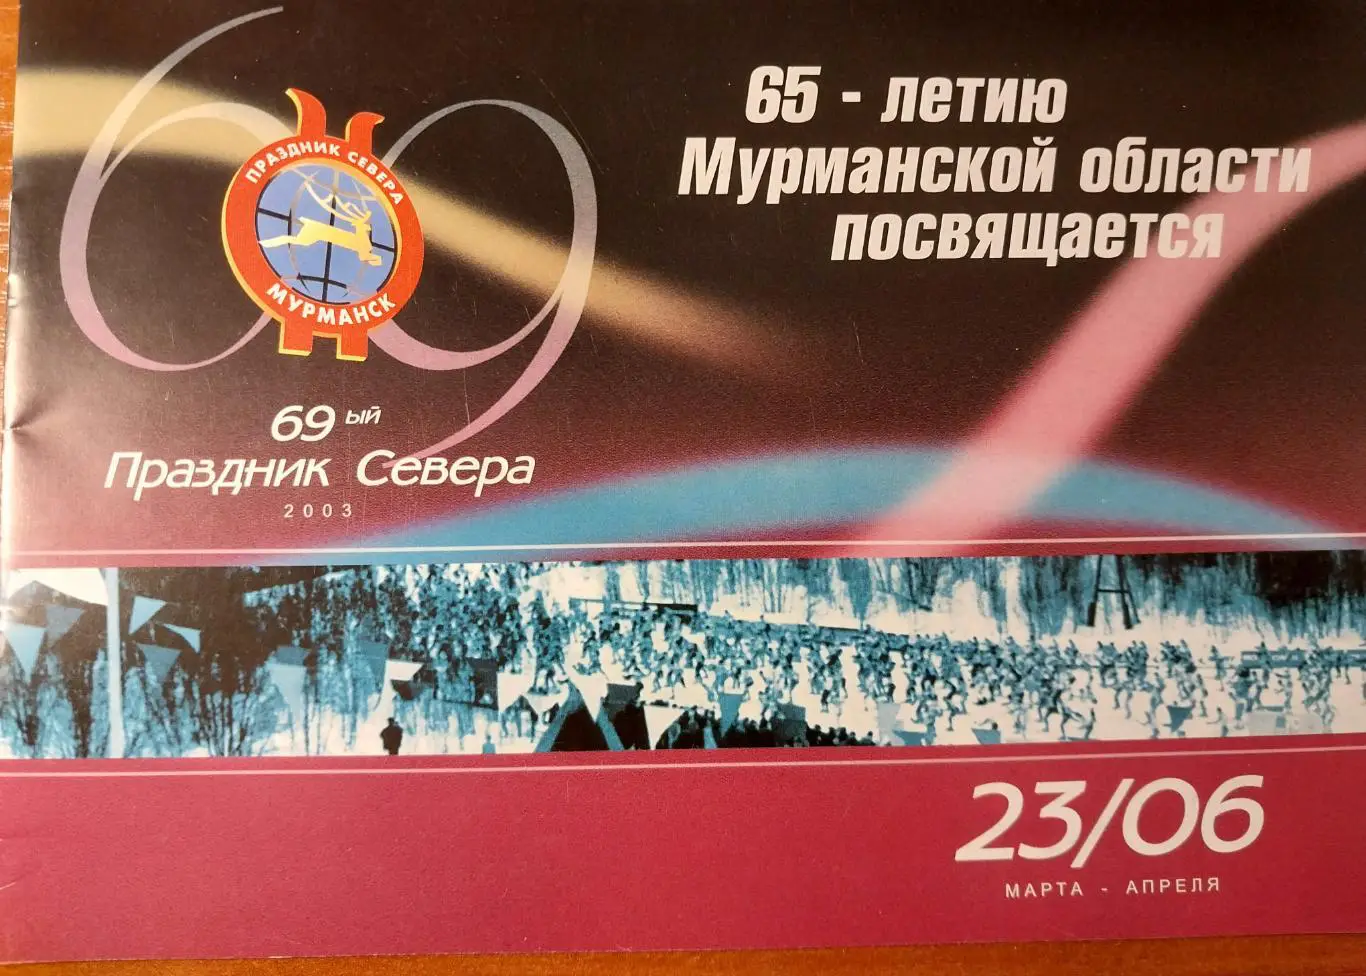 ПРАЗДНИК СЕВЕРА
МУРМАНСК
69 ый
Праздник Севера
2003
65 - летию
Мурманской области
посвящается
23/06
МАРТА - АПРЕЛЯ